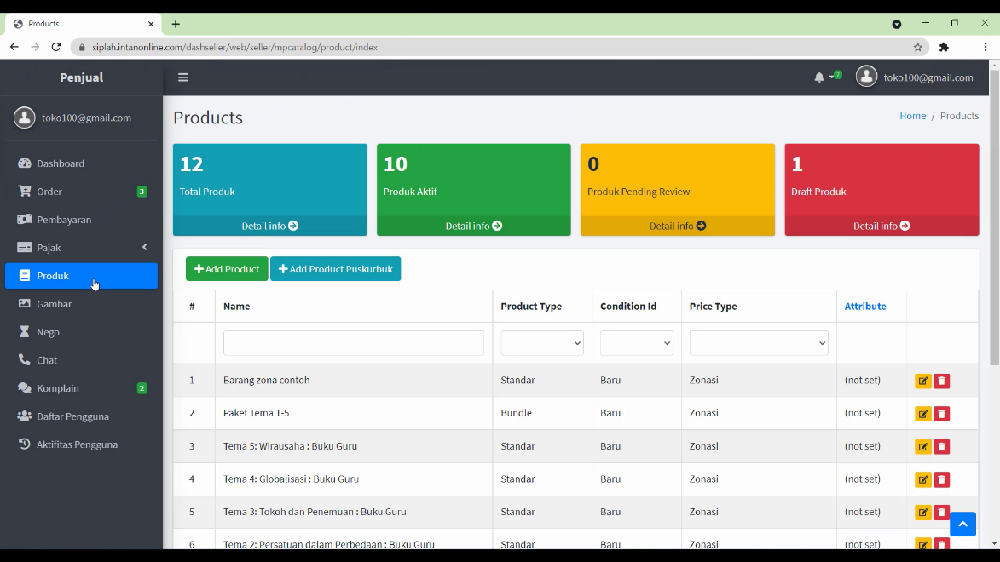 Products
siplah.intanonline.com/dashseller/web/seller/mpcatalog/product/index
Penjual
7
toko100@gmail.com
toko100@gmail.com
Dashboard
Order 3
Pembayaran
Pajak
Produk
Gambar
Nego
Chat
Komplain 2
Daftar Pengguna
Aktifitas Pengguna
Products
Home / Products
12
Total Produk
Detail info
10
Produk Aktif
Detail info
0
Produk Pending Review
Detail info
1
Draft Produk
Detail info
+Add Product
+Add Product Puskurbuk
# Name Product Type Condition Id Price Type Attribute
1 Barang zona contoh Standar Baru Zonasi (not set)
2 Paket Tema 1-5 Bundle Baru Zonasi (not set)
3 Tema 5: Wirausaha : Buku Guru Standar Baru Zonasi (not set)
4 Tema 4: Globalisasi : Buku Guru Standar Baru Zonasi (not set)
5 Tema 3: Tokoh dan Penemuan : Buku Guru Standar Baru Zonasi (not set)
6 Tema 2: Persatuan dalam Perbedaan : Buku Guru Standar Baru Zonasi (not set)